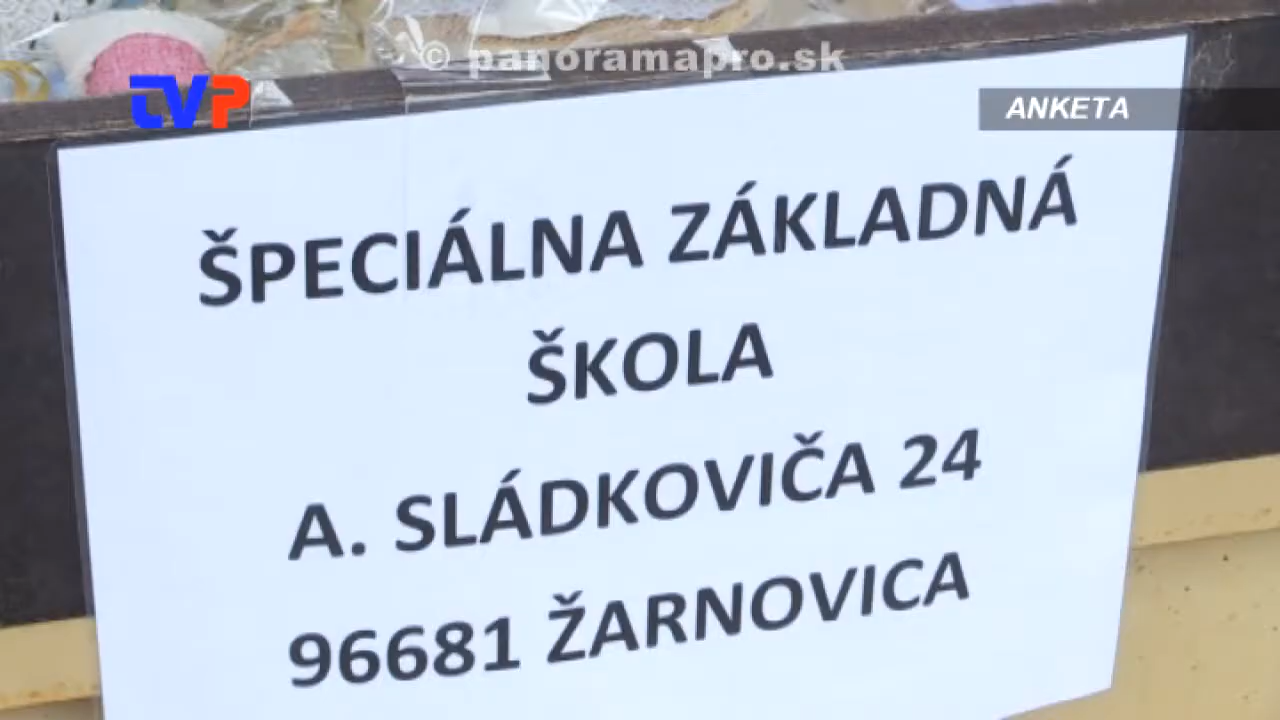 © panoramapro.sk
TVP
ANKETA
ŠPECIÁLNA ZÁKLADNÁ
ŠKOLA
A. SLÁDKOVIČA 24
96681 ŽARNOVICA